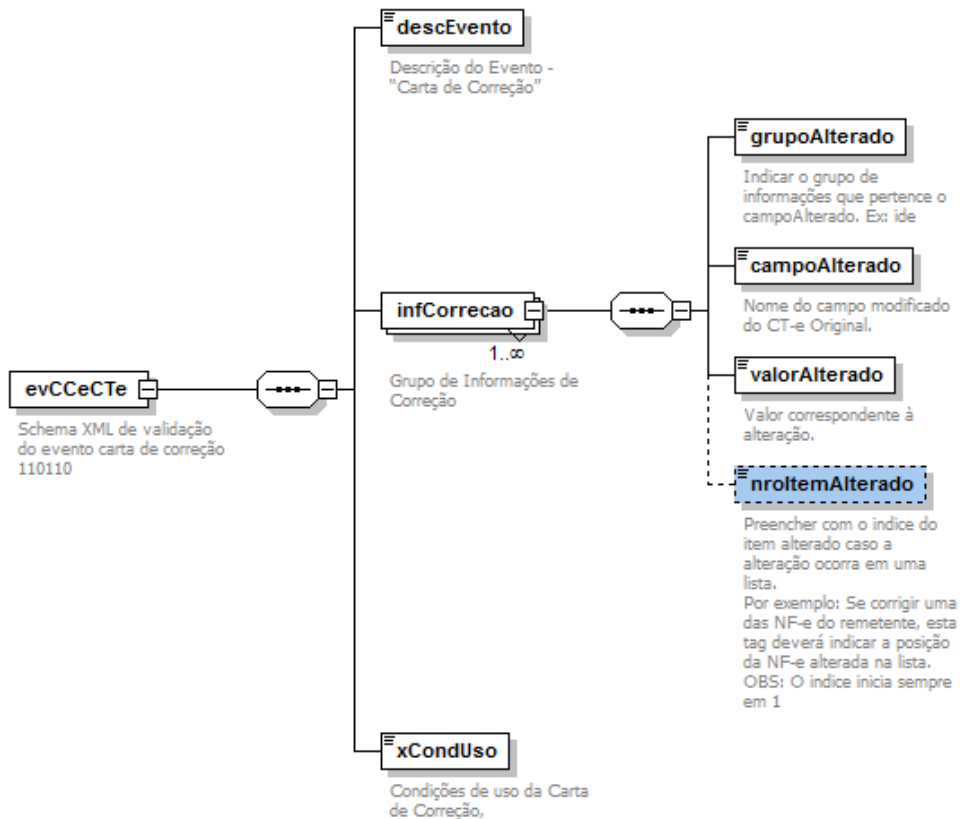 descEvento
Descrição do Evento -
"Carta de Correção"
grupoAlterado
Indicar o grupo de
informações que pertence o
campoAlterado. Ex: ide
campoAlterado
Nome do campo modificado
do CT-e Original.
infCorrecao
1..∞
Grupo de Informações de
Correção
valorAlterado
Valor correspondente à
alteração.
evCCeCTe
Schema XML de validação
do evento carta de correção
110110
nroItemAlterado
Preencher com o indice do
item alterado caso a
alteração ocorra em uma
lista.
Por exemplo: Se corrigir uma
das NF-e do remetente, esta
tag deverá indicar a posição
da NF-e alterada na lista.
OBS: O indice inicia sempre
em 1
xCondUso
Condições de uso da Carta
de Correção,